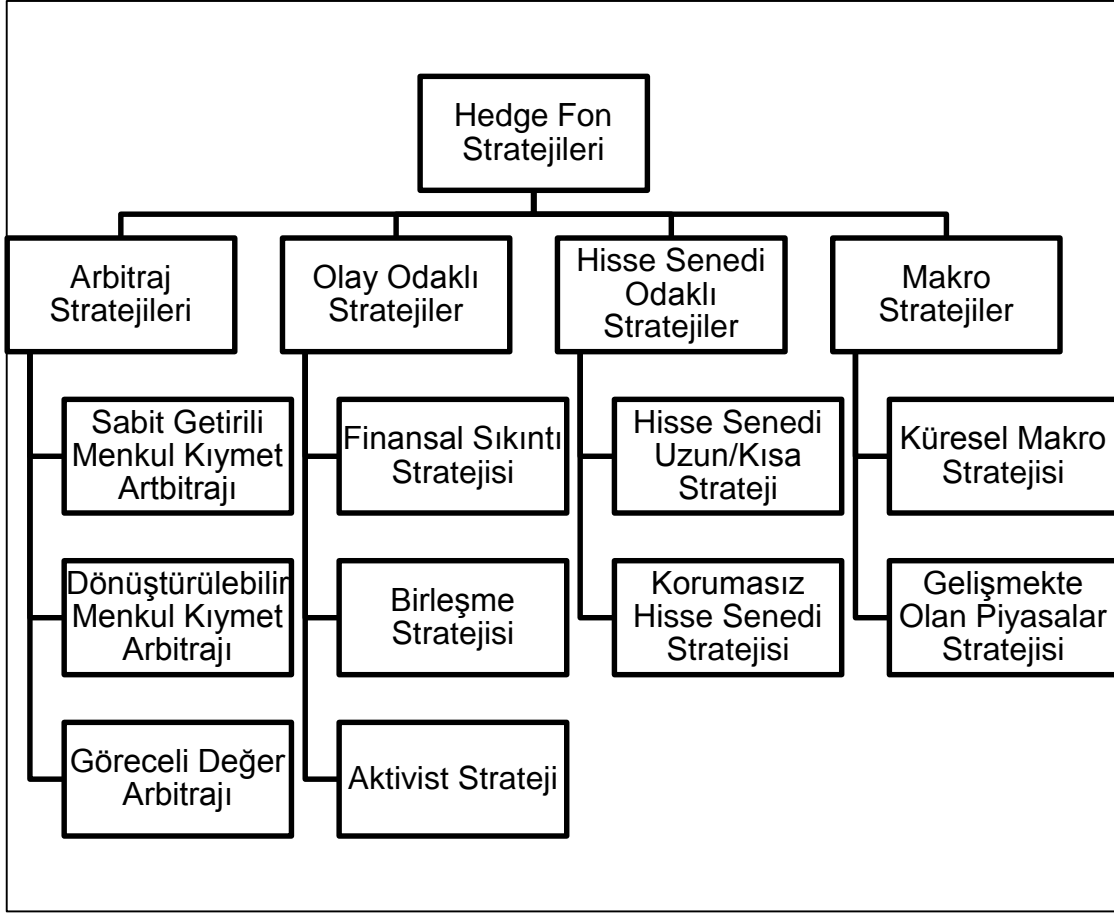 Hedge Fon
Stratejileri
Arbitraj
Stratejileri
Olay Odaklı
Stratejiler
Hisse Senedi
Odaklı
Stratejiler
Makro
Stratejiler
Sabit Getirili
Menkul Kıymet
Artbitrajı
Dönüştürülebilir
Menkul Kıymet
Arbitrajı
Göreceli Değer
Arbitrajı
Finansal Sıkıntı
Stratejisi
Birleşme
Stratejisi
Aktivist Strateji
Hisse Senedi
Uzun/Kısa
Strateji
Korumasız
Hisse Senedi
Stratejisi
Küresel Makro
Stratejisi
Gelişmekte
Olan Piyasalar
Stratejisi